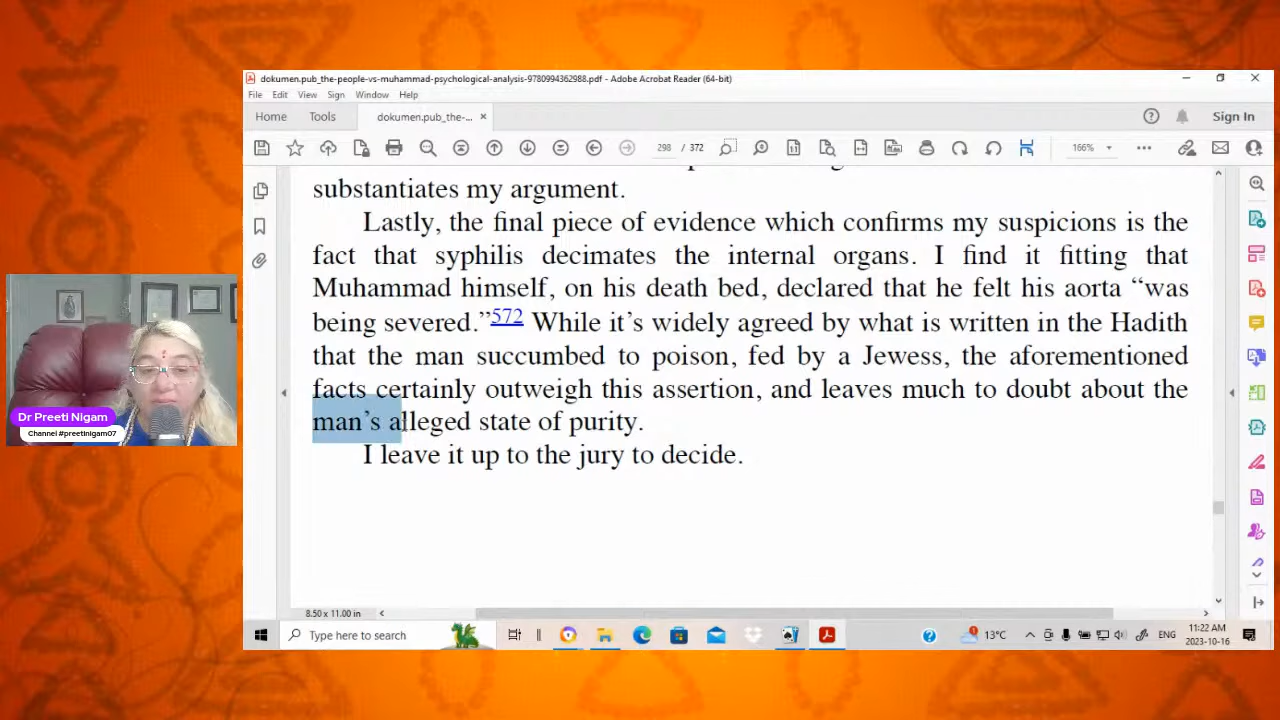 dokumen.pub_the-people-vs-muhammad-psychological-analysis-9780994362988.pdf - Adobe Acrobat Reader (64-bit)
File Edit View Sign Window Help
Home Tools dokumen.pub_the-... × Sign In
298 / 372 166%
substantiates my argument.
Lastly, the final piece of evidence which confirms my suspicions is the
fact that syphilis decimates the internal organs. I find it fitting that
Muhammad himself, on his death bed, declared that he felt his aorta “was
being severed.”572 While it’s widely agreed by what is written in the Hadith
that the man succumbed to poison, fed by a Jewess, the aforementioned
facts certainly outweigh this assertion, and leaves much to doubt about the
man’s alleged state of purity.
I leave it up to the jury to decide.
Dr Preeti Nigam
Channel #preetinigam07
8.50 x 11.00 in
Type here to search
13°C ENG 11:22 AM
2023-10-16